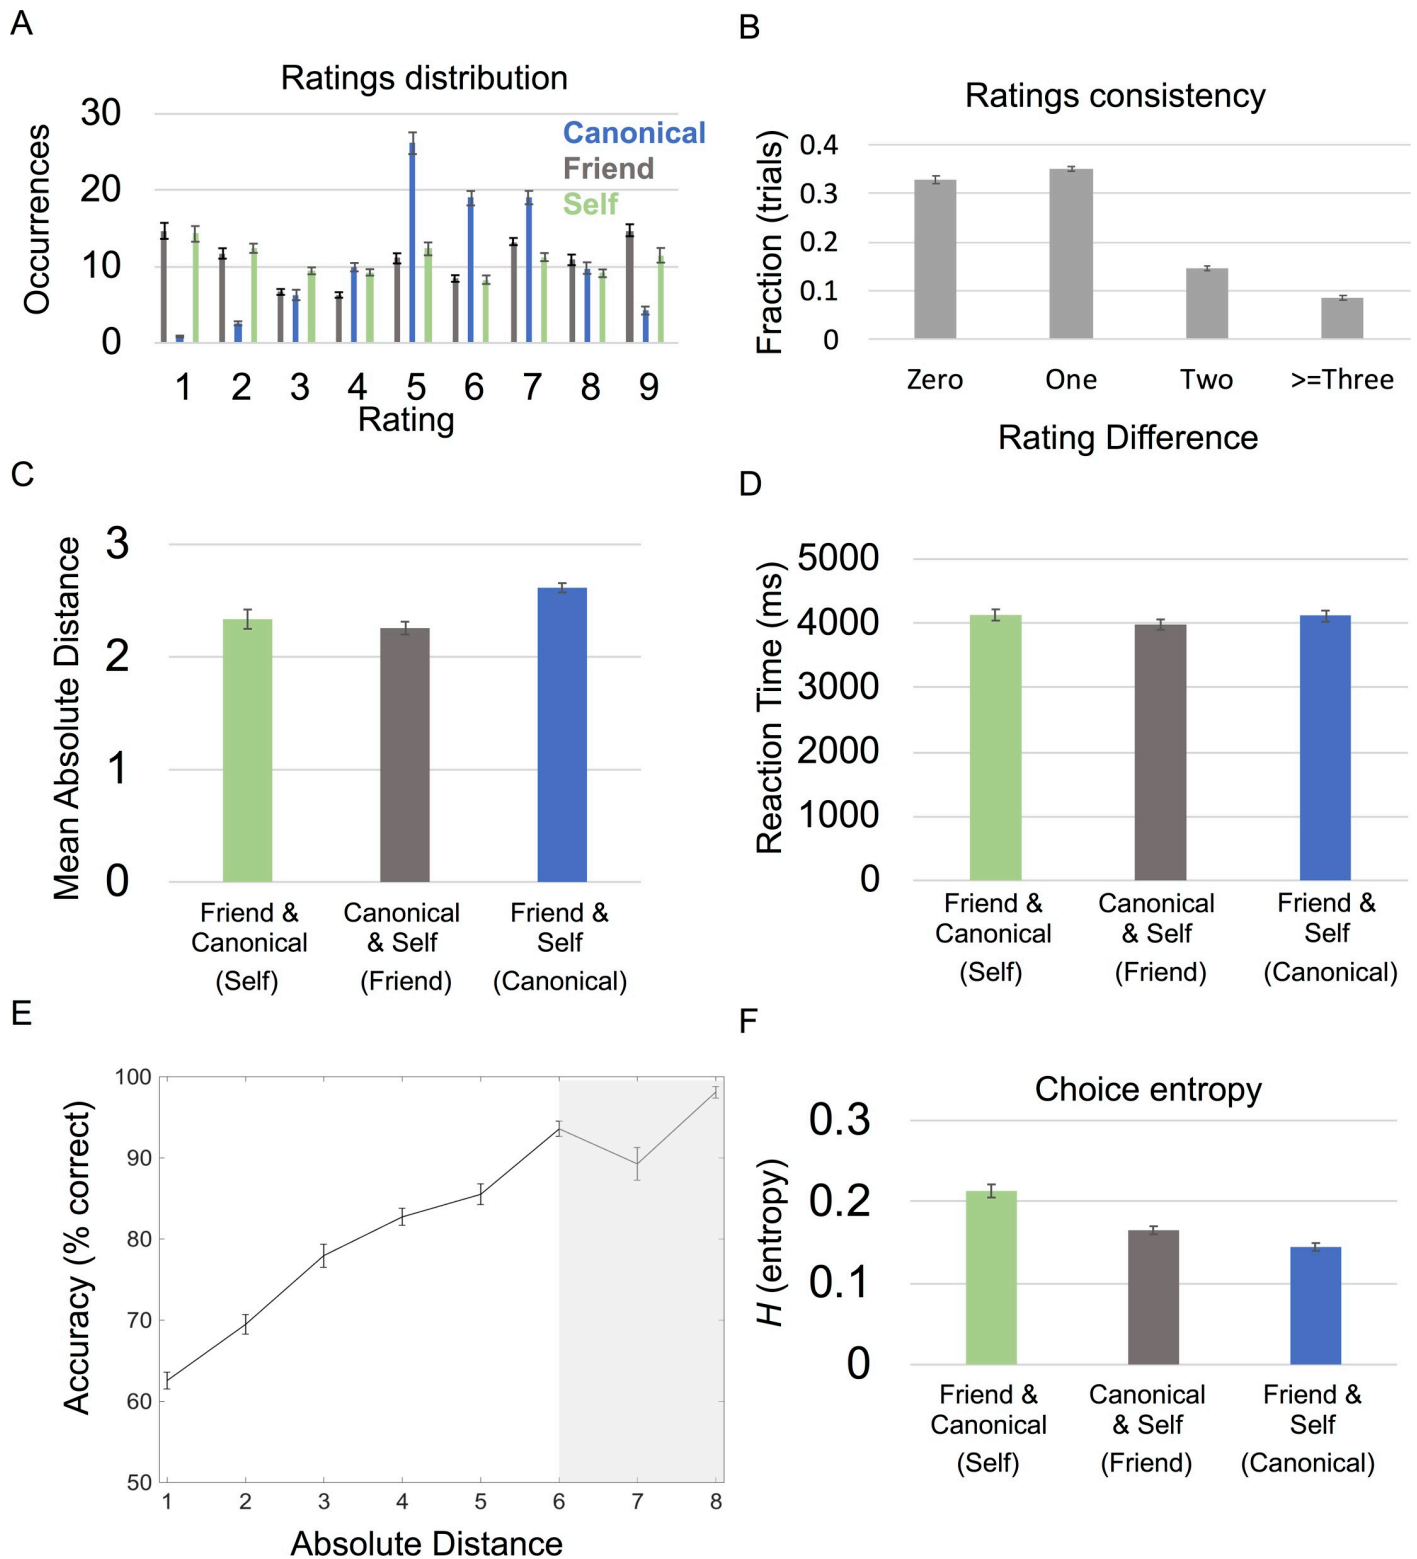 A
Ratings distribution
Occurrences
30
20
10
0
Canonical
Friend
Self
1 2 3 4 5 6 7 8 9
Rating
B
Ratings consistency
Fraction (trials)
0.4
0.3
0.2
0.1
0
Zero One Two >=Three
Rating Difference
C
Mean Absolute Distance
3
2
1
0
Friend & Canonical Friend &
Canonical & Self Self
(Self) (Friend) (Canonical)
D
Reaction Time (ms)
5000
4000
3000
2000
1000
0
Friend & Canonical Friend &
Canonical & Self Self
(Self) (Friend) (Canonical)
E
Accuracy (% correct)
100
90
80
70
60
50
1 2 3 4 5 6 7 8
Absolute Distance
F
Choice entropy
H (entropy)
0.3
0.2
0.1
0
Friend & Canonical Friend &
Canonical & Self Self
(Self) (Friend) (Canonical)